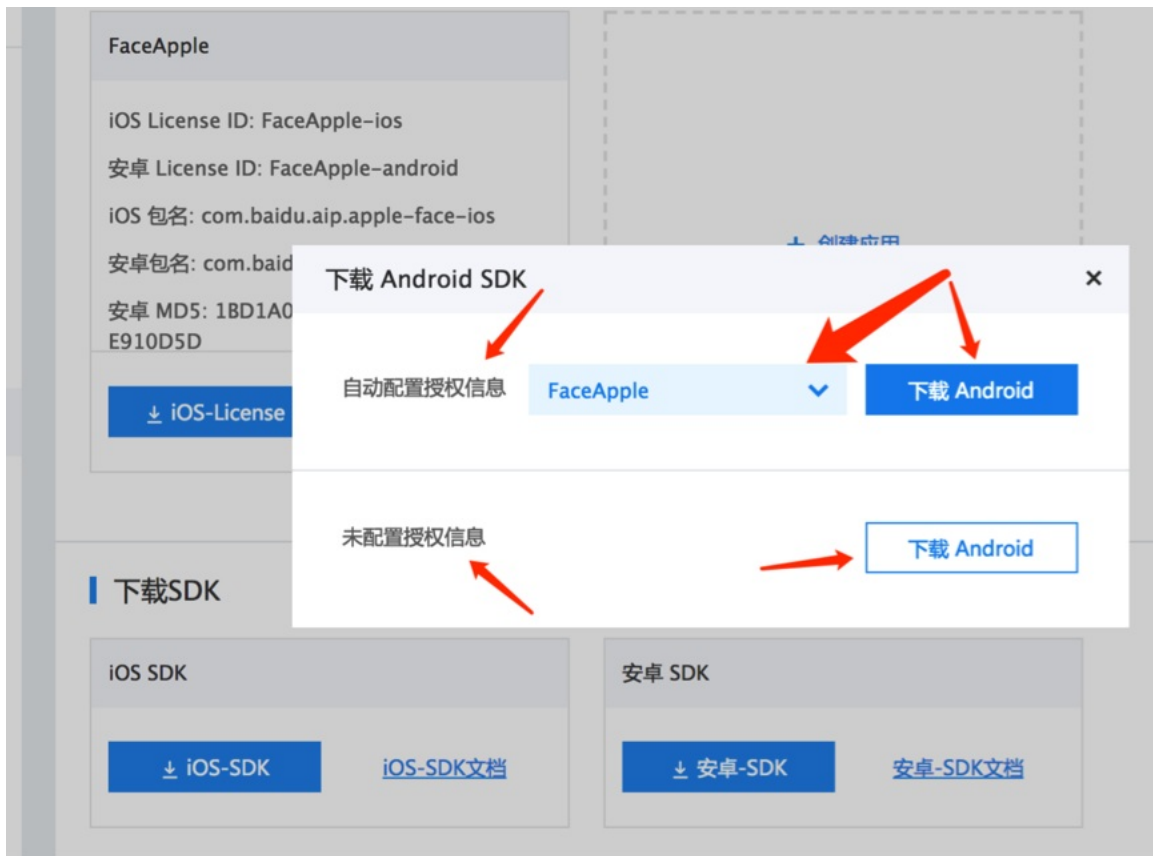 FaceApple
iOS License ID: FaceApple-ios
安卓 License ID: FaceApple-android
iOS 包名: com.baidu.aip.apple-face-ios
安卓包名: com.baid
安卓 MD5: 1BD1A0
E910D5D
iOS-License
+ 创建应用
下载 Android SDK
×
自动配置授权信息
FaceApple
下载 Android
未配置授权信息
下载 Android
下载SDK
iOS SDK
iOS-SDK
iOS-SDK文档
安卓 SDK
安卓-SDK
安卓-SDK文档